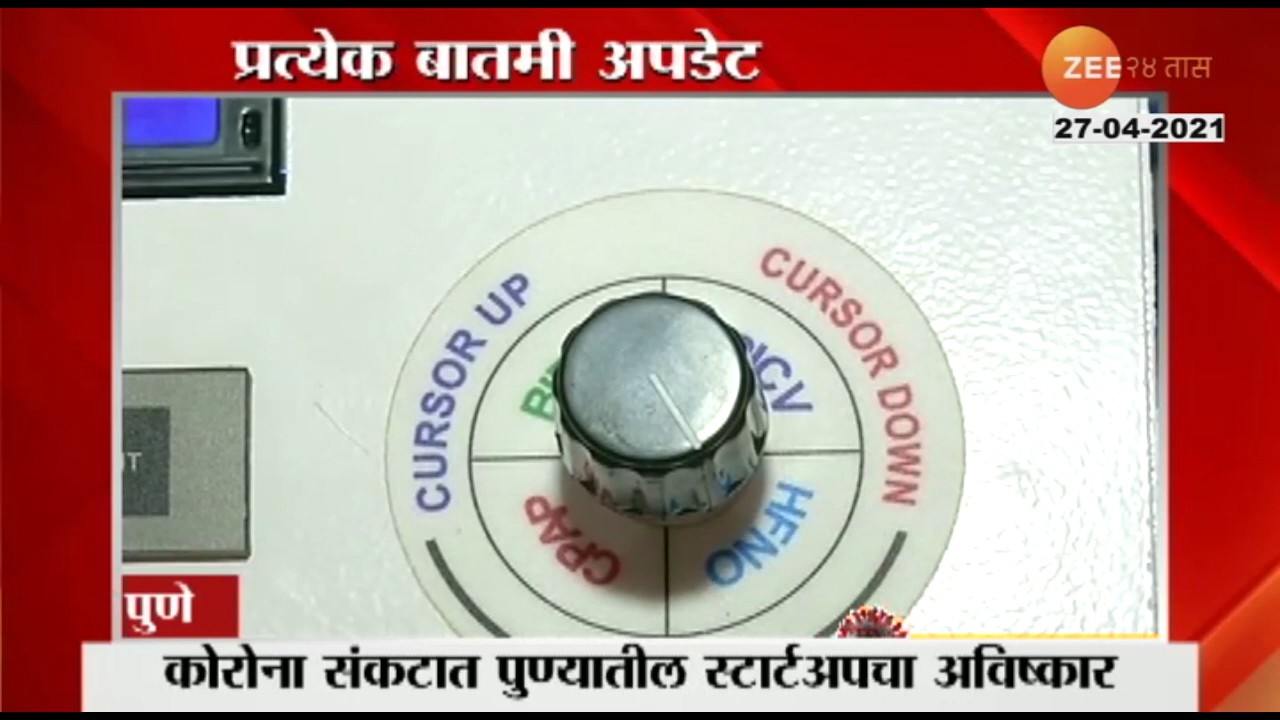 प्रत्येक बातमी अपडेट
ZEE २४ तास
27-04-2021
CURSOR UP
CURSOR DOWN
CPAP
HFNO
पुणे
कोरोना संकटात पुण्यातील स्टार्टअपचा अविष्कार